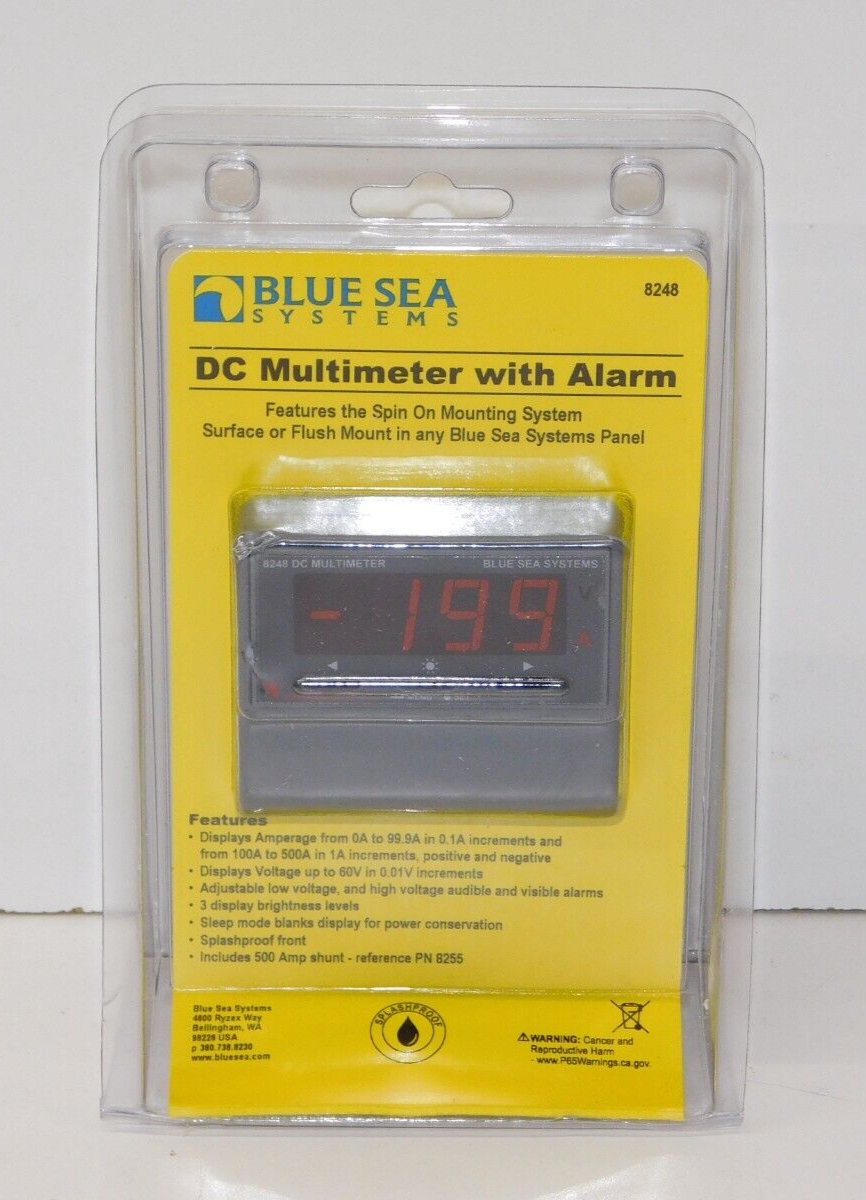 BLUE SEA
SYSTEMS
8248
DC Multimeter with Alarm
Features the Spin On Mounting System
Surface or Flush Mount in any Blue Sea Systems Panel
8248 DC MULTIMETER BLUE SEA SYSTEMS
- 199
V
A
Features
• Displays Amperage from 0A to 99.9A in 0.1A increments and
from 100A to 500A in 1A increments, positive and negative
• Displays Voltage up to 60V in 0.01V increments
• Adjustable low voltage, and high voltage audible and visible alarms
• 3 display brightness levels
• Sleep mode blanks display for power conservation
• Splashproof front
• Includes 500 Amp shunt - reference PN 8255
Blue Sea Systems
4600 Ryzex Way
Bellingham, WA
98226 USA
p 360.738.8230
www.bluesea.com
SPLASHPROOF
WARNING: Cancer and
Reproductive Harm
- www.P65Warnings.ca.gov.